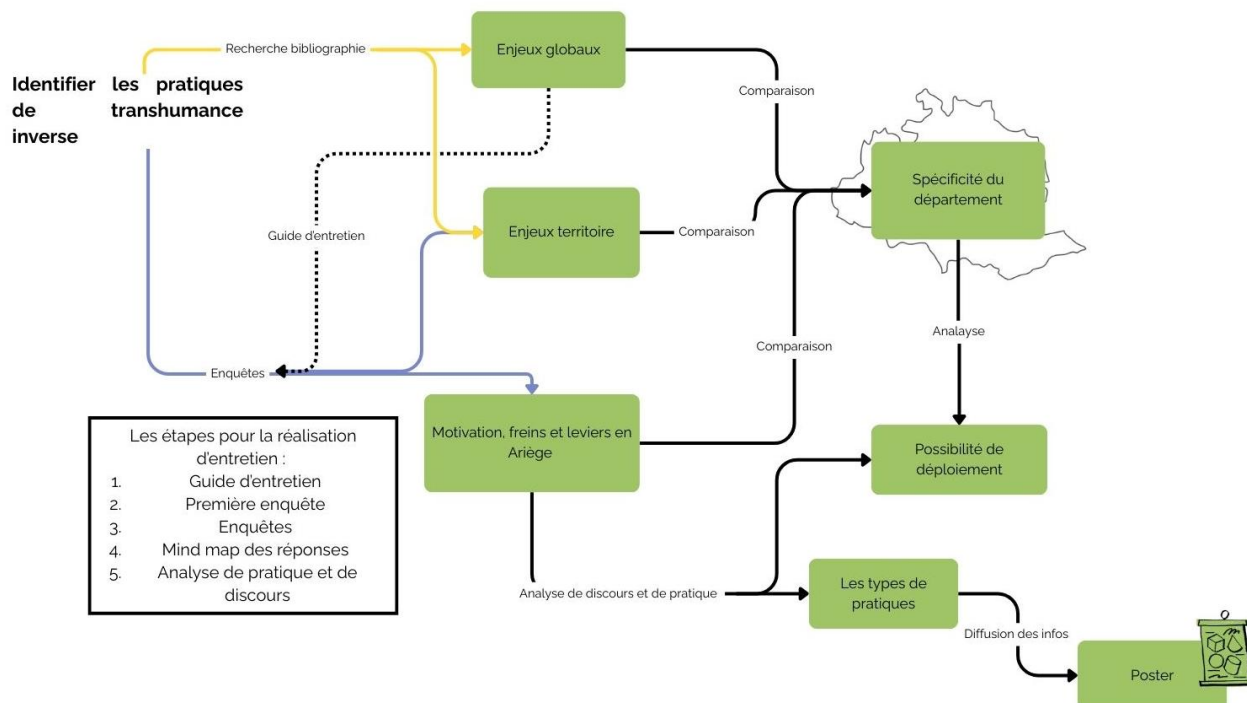 Recherche bibliographie
Enjeux globaux
Identifier les pratiques
de transhumance
inverse
Comparaison
Spécificité du
département
Guide d'entretien
Enjeux territoire
Comparaison
Analayse
Comparaison
Enquêtes
Motivation, freins et leviers en
Ariège
Possibilité de
déploiement
Les étapes pour la réalisation
d'entretien :
1. Guide d'entretien
2. Première enquête
3. Enquêtes
4. Mind map des réponses
5. Analyse de pratique et de
discours
Analyse de discours et de pratique
Les types de
pratiques
Diffusion des infos
Poster